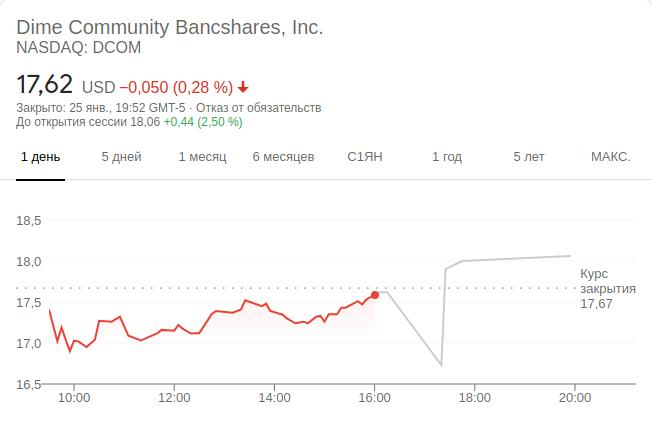 Dime Community Bancshares, Inc.
NASDAQ: DCOM
17,62 USD −0,050 (0,28 %)
Закрыто: 25 янв., 19:52 GMT-5 · Отказ от обязательств
До открытия сессии 18,06 +0,44 (2,50 %)
1 день 5 дней 1 месяц 6 месяцев С1ЯН 1 год 5 лет МАКС.
18,5
18,0
Курс
закрытия
17,67
17,5
17,0
16,5
10:00 12:00 14:00 16:00 18:00 20:00